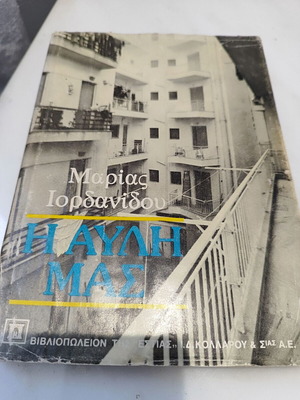 Μαρίας
Ιορδανίδου
Η ΑΥΛΗ
ΜΑΣ
ΒΙΒΛΙΟΠΩΛΕΙΟΝ ΤΗΣ ΕΣΤΙΑΣ,, Ι.Δ.ΚΟΛΛΑΡΟΥ & ΣΙΑΣ Α.Ε.